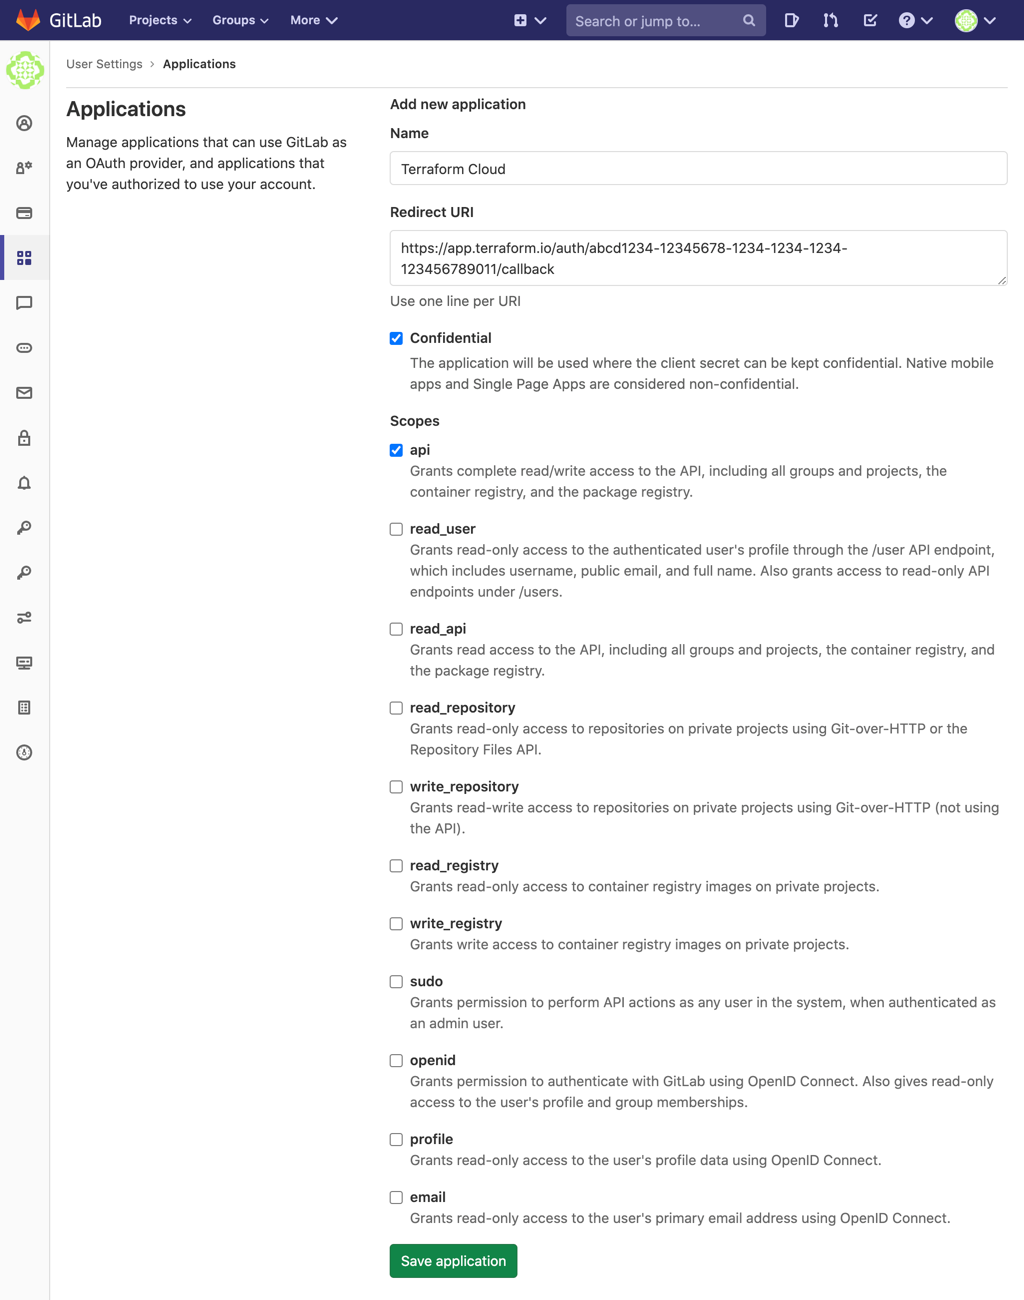 GitLab
Projects
Groups
More
Search or jump to...
User Settings › Applications
Applications
Manage applications that can use GitLab as
an OAuth provider, and applications that
you've authorized to use your account.
Add new application
Name
Terraform Cloud
Redirect URI
https://app.terraform.io/auth/abcd1234-12345678-1234-1234-1234-
123456789011/callback
Use one line per URI
Confidential
The application will be used where the client secret can be kept confidential. Native mobile
apps and Single Page Apps are considered non-confidential.
Scopes
api
Grants complete read/write access to the API, including all groups and projects, the
container registry, and the package registry.
read_user
Grants read-only access to the authenticated user's profile through the /user API endpoint,
which includes username, public email, and full name. Also grants access to read-only API
endpoints under /users.
read_api
Grants read access to the API, including all groups and projects, the container registry, and
the package registry.
read_repository
Grants read-only access to repositories on private projects using Git-over-HTTP or the
Repository Files API.
write_repository
Grants read-write access to repositories on private projects using Git-over-HTTP (not using
the API).
read_registry
Grants read-only access to container registry images on private projects.
write_registry
Grants write access to container registry images on private projects.
sudo
Grants permission to perform API actions as any user in the system, when authenticated as
an admin user.
openid
Grants permission to authenticate with GitLab using OpenID Connect. Also gives read-only
access to the user's profile and group memberships.
profile
Grants read-only access to the user's profile data using OpenID Connect.
email
Grants read-only access to the user's primary email address using OpenID Connect.
Save application